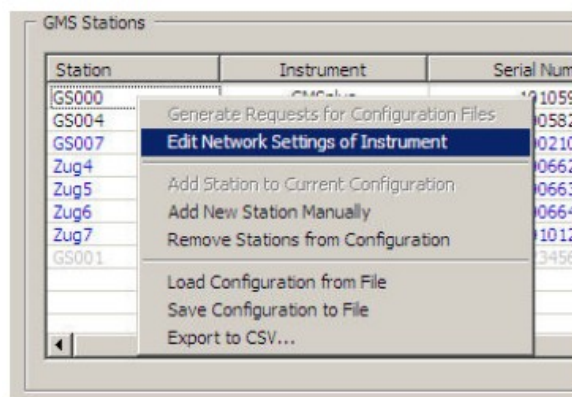 GMS Stations
Station Instrument Serial Num
GS000
GS004
GS007
Zug4
Zug5
Zug6
Zug7
GS001
Generate Requests for Configuration Files
Edit Network Settings of Instrument
Add Station to Current Configuration
Add New Station Manually
Remove Stations from Configuration
Load Configuration from File
Save Configuration to File
Export to CSV...